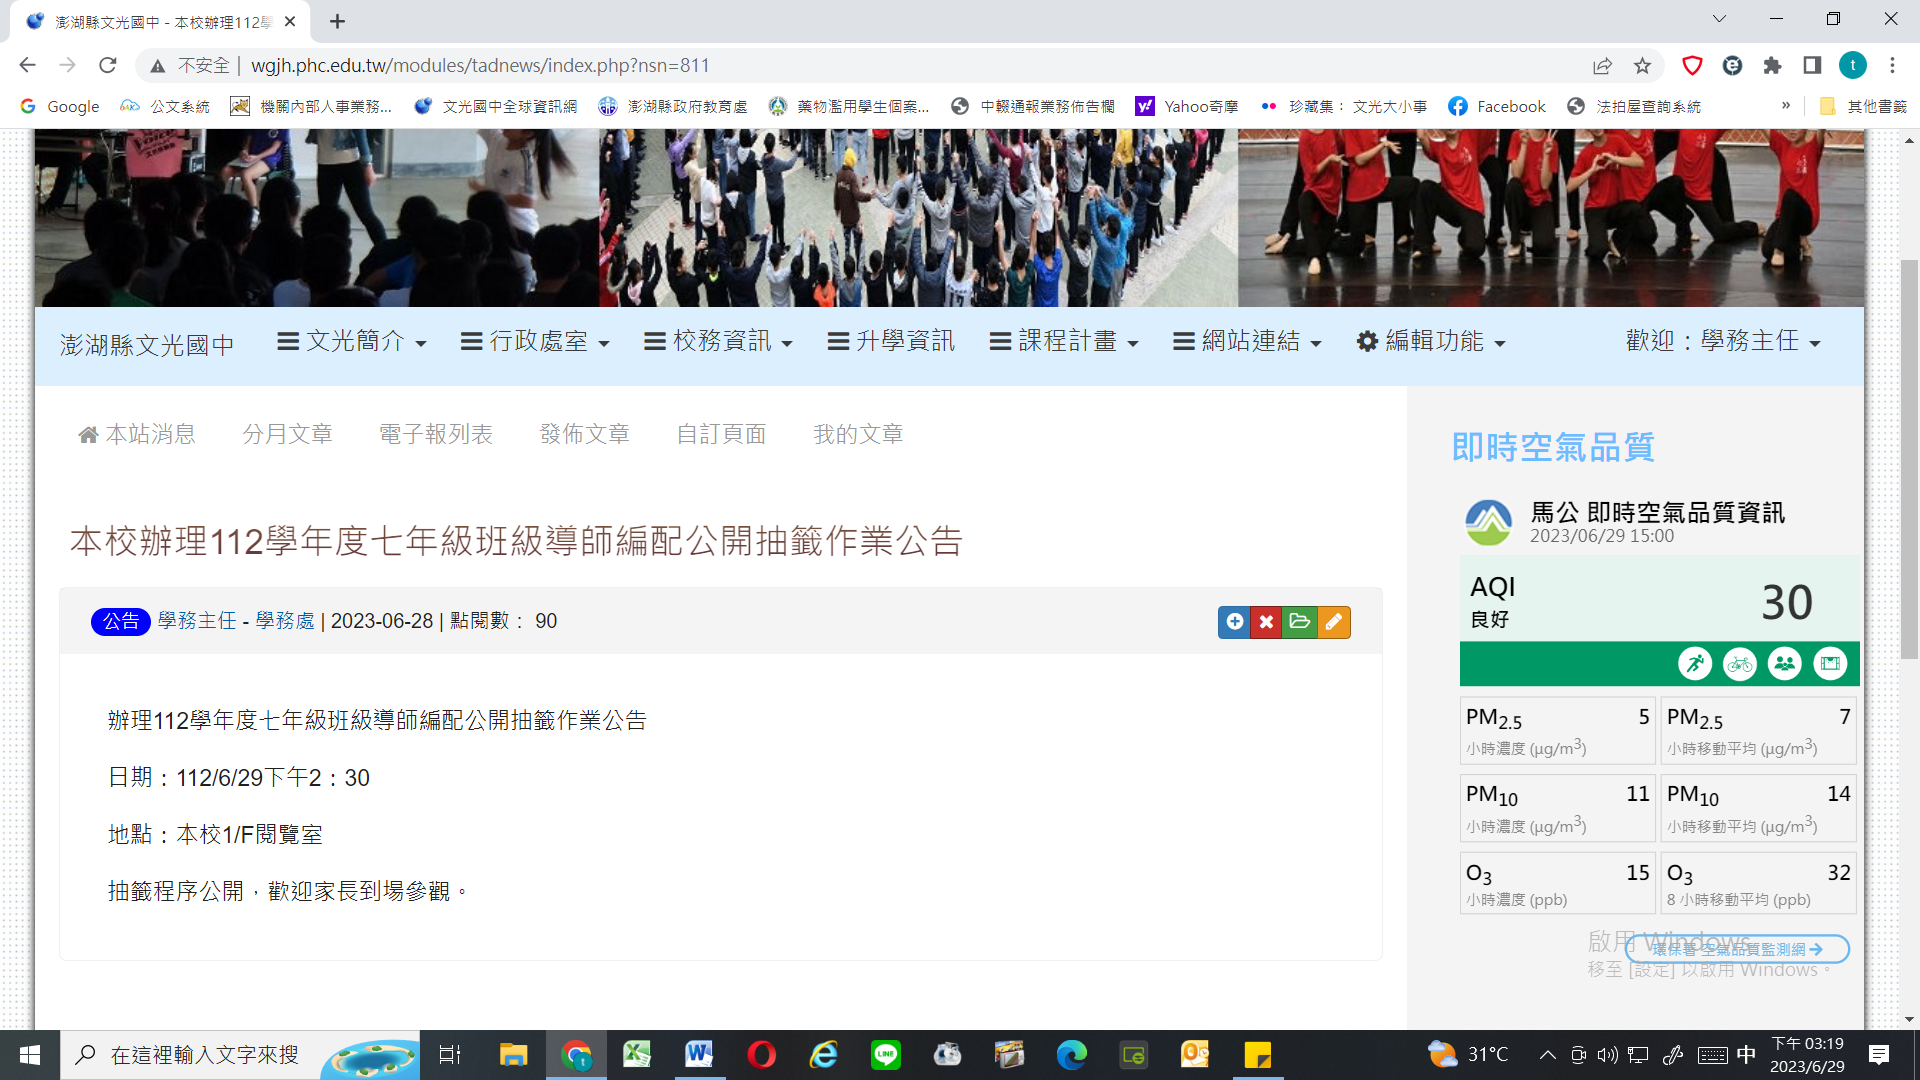 澎湖縣文光國中 - 本校辦理112學
不安全 | wgjh.phc.edu.tw/modules/tadnews/index.php?nsn=811
t
Google 公文系統 機關內部人事業務... 文光國中全球資訊網 澎湖縣政府教育處 藥物濫用學生個案... 中輟通報業務佈告欄 Yahoo奇摩 珍藏集： 文光大小事 Facebook 法拍屋查詢系統 » 其他書籤
澎湖縣文光國中 文光簡介 行政處室 校務資訊 升學資訊 課程計畫 網站連結 編輯功能 歡迎：學務主任
本站消息 分月文章 電子報列表 發佈文章 自訂頁面 我的文章
本校辦理112學年度七年級班級導師編配公開抽籤作業公告
公告 學務主任 - 學務處 | 2023-06-28 | 點閱數： 90
辦理112學年度七年級班級導師編配公開抽籤作業公告
日期：112/6/29下午2：30
地點：本校1/F閱覽室
抽籤程序公開，歡迎家長到場參觀。
即時空氣品質
馬公 即時空氣品質資訊
2023/06/29 15:00
AQI 30
良好
PM2.5 5 PM2.5 7
小時濃度 (μg/m3) 小時移動平均 (μg/m3)
PM10 11 PM10 14
小時濃度 (μg/m3) 小時移動平均 (μg/m3)
O3 15 O3 32
小時濃度 (ppb) 8 小時移動平均 (ppb)
啟用 Windows
環保署 空氣品質監測網
移至 [設定] 以啟用 Windows。
在這裡輸入文字來搜
LINE
31°C
中
下午 03:19
2023/6/29